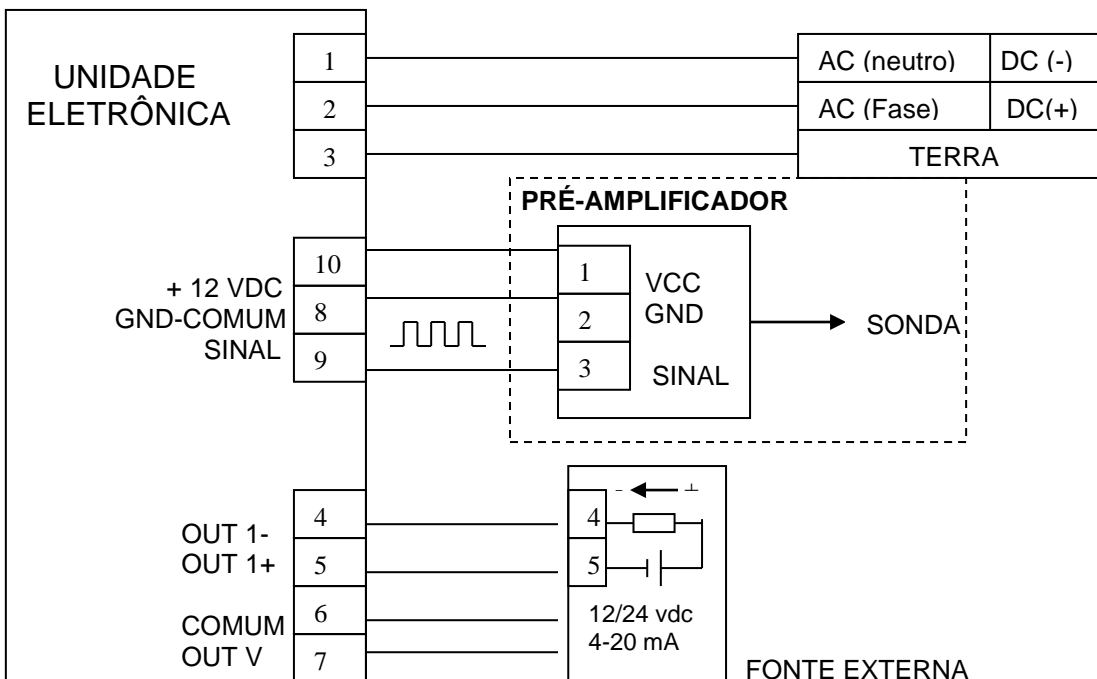 UNIDADE
ELETRÔNICA
1
2
3
AC (neutro) DC (-)
AC (Fase) DC(+)
TERRA
PRÉ-AMPLIFICADOR
+ 12 VDC
GND-COMUM
SINAL
10
8
9
1
2
3
VCC
GND
SINAL
SONDA
OUT 1-
OUT 1+
COMUM
OUT V
4
5
6
7
- +
4
5
12/24 vdc
4-20 mA
FONTE EXTERNA